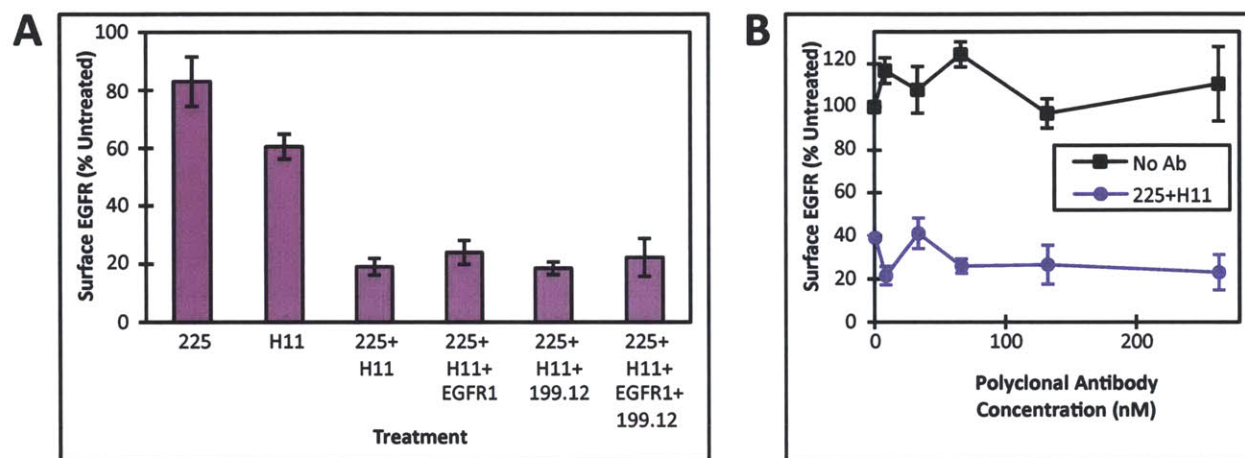 A
Surface EGFR (% Untreated)
100
80
60
40
20
0
225
H11
225+
H11
225+
H11+
EGFR1
225+
H11+
199.12
225+
H11+
EGFR1+
199.12
Treatment
B
Surface EGFR (% Untreated)
120
100
80
60
40
20
0
0
100
200
No Ab
225+H11
Polyclonal Antibody
Concentration (nM)